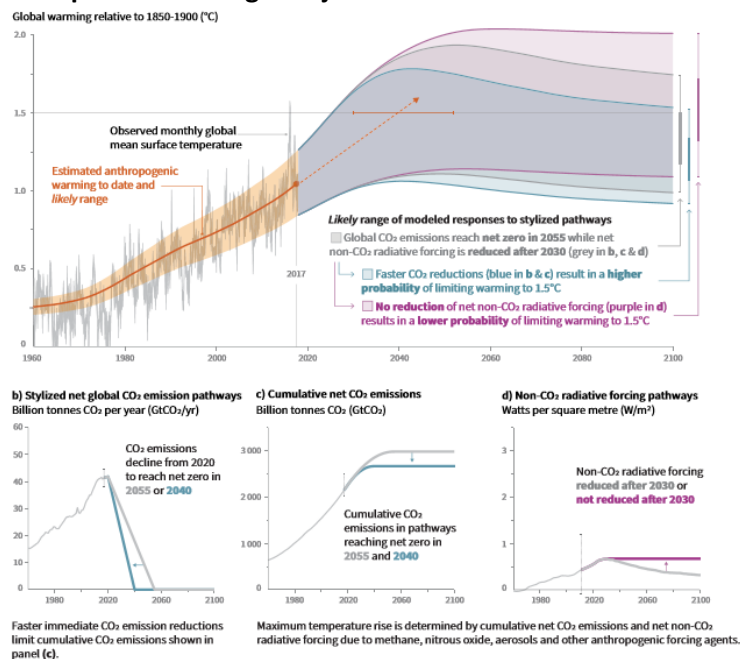 Global warming relative to 1850-1900 (°C)
2.0
1.5
Observed monthly global
mean surface temperature
Estimated anthropogenic
warming to date and
likely range
1.0
Likely range of modeled responses to stylized pathways
Global CO₂ emissions reach net zero in 2055 while net
non-CO₂ radiative forcing is reduced after 2030 (grey in b, c & d)
2017
0.5
Faster CO₂ reductions (blue in b & c) result in a higher
probability of limiting warming to 1.5°C
No reduction of net non-CO₂ radiative forcing (purple in d)
results in a lower probability of limiting warming to 1.5°C
0
1960 1980 2000 2020 2040 2060 2080 2100
b) Stylized net global CO₂ emission pathways
Billion tonnes CO₂ per year (GtCO₂/yr)
60
50
40
30
20
10
0
CO₂ emissions
decline from 2020
to reach net zero in
2055 or 2040
1980 2020 2060 2100
Faster immediate CO₂ emission reductions
limit cumulative CO₂ emissions shown in
panel (c).
c) Cumulative net CO₂ emissions
Billion tonnes CO₂ (GtCO₂)
3 000
2 000
1 000
0
Cumulative CO₂
emissions in pathways
reaching net zero in
2055 and 2040
1980 2020 2060 2100
d) Non-CO₂ radiative forcing pathways
Watts per square metre (W/m²)
3
2
1
0
Non-CO₂ radiative forcing
reduced after 2030 or
not reduced after 2030
1980 2020 2060 2100
Maximum temperature rise is determined by cumulative net CO₂ emissions and net non-CO₂
radiative forcing due to methane, nitrous oxide, aerosols and other anthropogenic forcing agents.